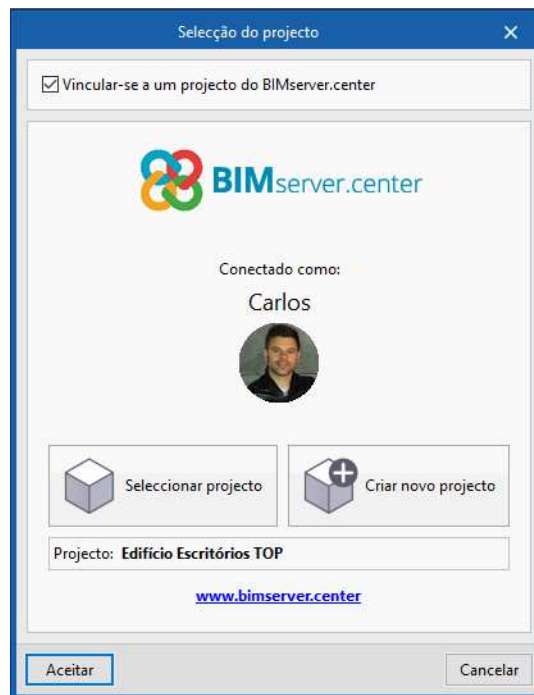 Selecção do projecto
Vincular-se a um projecto do BIMserver.center
BIMserver.center
Conectado como:
Carlos
Seleccionar projecto
Criar novo projecto
Projecto: Edifício Escritórios TOP
www.bimserver.center
Aceitar
Cancelar